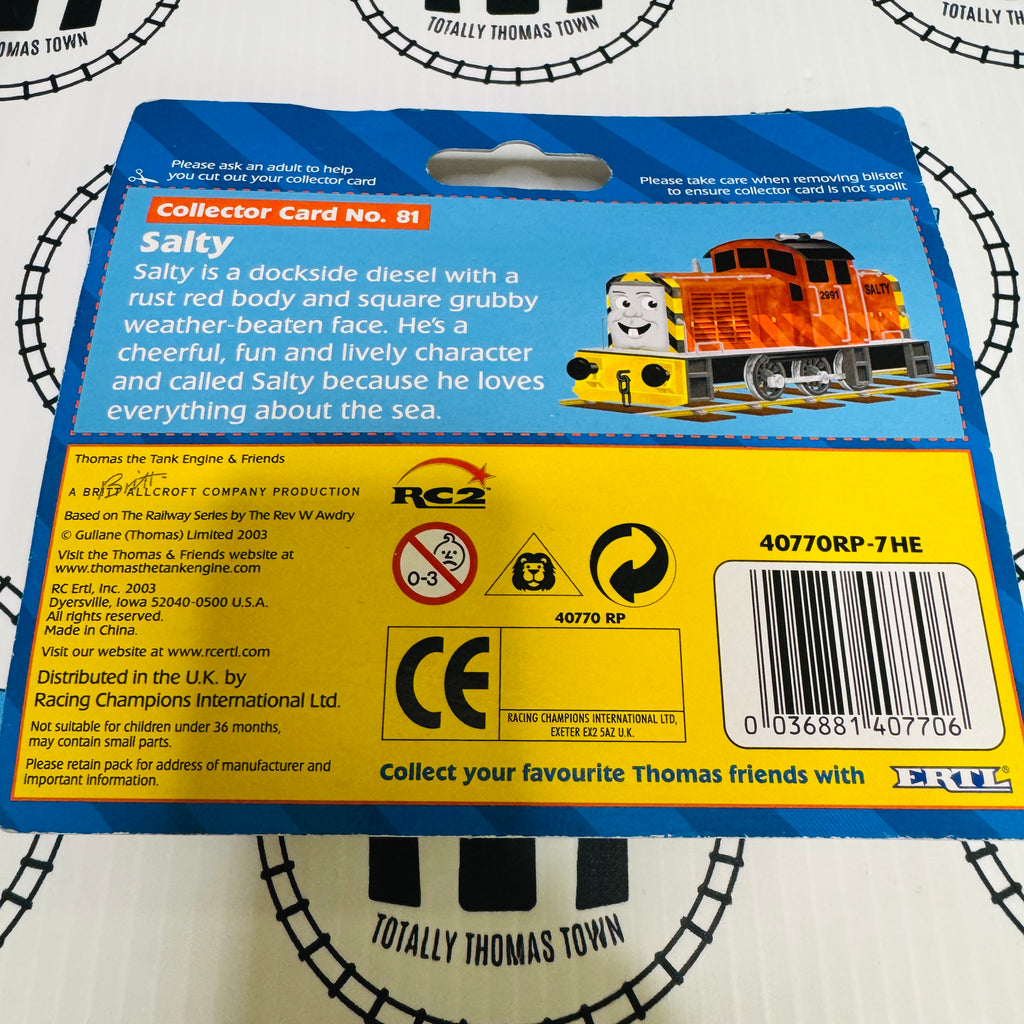 OMAS TOWN
TOTALLY THOMAS TOWN
TOTALLY TH
Please ask an adult to help
you cut out your collector card
Please take care when removing blister
to ensure collector card is not spoilt
Collector Card No. 81
Salty
Salty is a dockside diesel with a
rust red body and square grubby
weather-beaten face. He's a
cheerful, fun and lively character
and called Salty because he loves
everything about the sea.
2991
SALTY
Thomas the Tank Engine & Friends
Britt
A BRITT ALLCROFT COMPANY PRODUCTION
Based on The Railway Series by The Rev W Awdry
© Gullane (Thomas) Limited 2003
Visit the Thomas & Friends website at
www.thomasthetankengine.com
RC Ertl, Inc. 2003
Dyersville, Iowa 52040-0500 U.S.A.
All rights reserved.
Made in China.
Visit our website at www.rcertl.com
Distributed in the U.K. by
Racing Champions International Ltd.
Not suitable for children under 36 months,
may contain small parts.
Please retain pack for address of manufacturer and
important information.
RC2™
0-3
40770 RP
CE
RACING CHAMPIONS INTERNATIONAL LTD,
EXETER EX2 5AZ U.K.
40770RP-7HE
0 036881 407706
Collect your favourite Thomas friends with
ERTL®
TOTALLY THOMAS TOWN